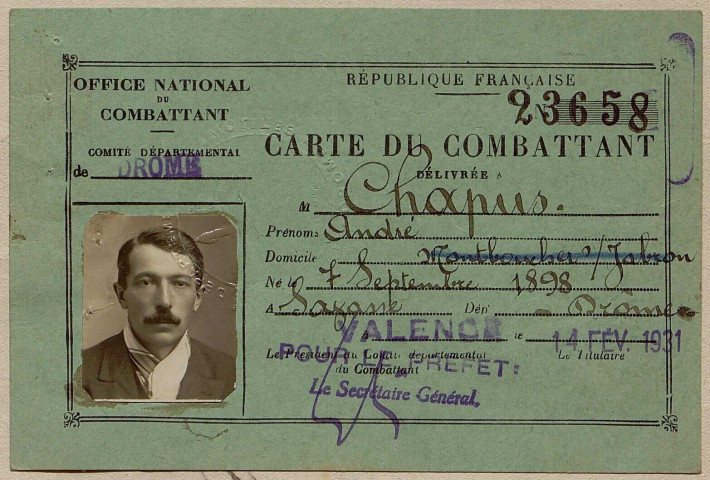 OFFICE NATIONAL
DU
COMBATTANT
COMITÉ DÉPARTEMENTAL
de DROME
RÉPUBLIQUE FRANÇAISE
N° 23658
CARTE DU COMBATTANT
DÉLIVRÉE A
M Chapus.
Prénoms André
Domicile Montboucher s/ Jabron
Né le 7 Septembre 1898
A Dépt Drôme
A VALENCE le 14 FÉV. 1931
Le Président du Comité départemental
du Combattant
Le Titulaire
POUR LE PRÉFET:
Le Secrétaire Général,